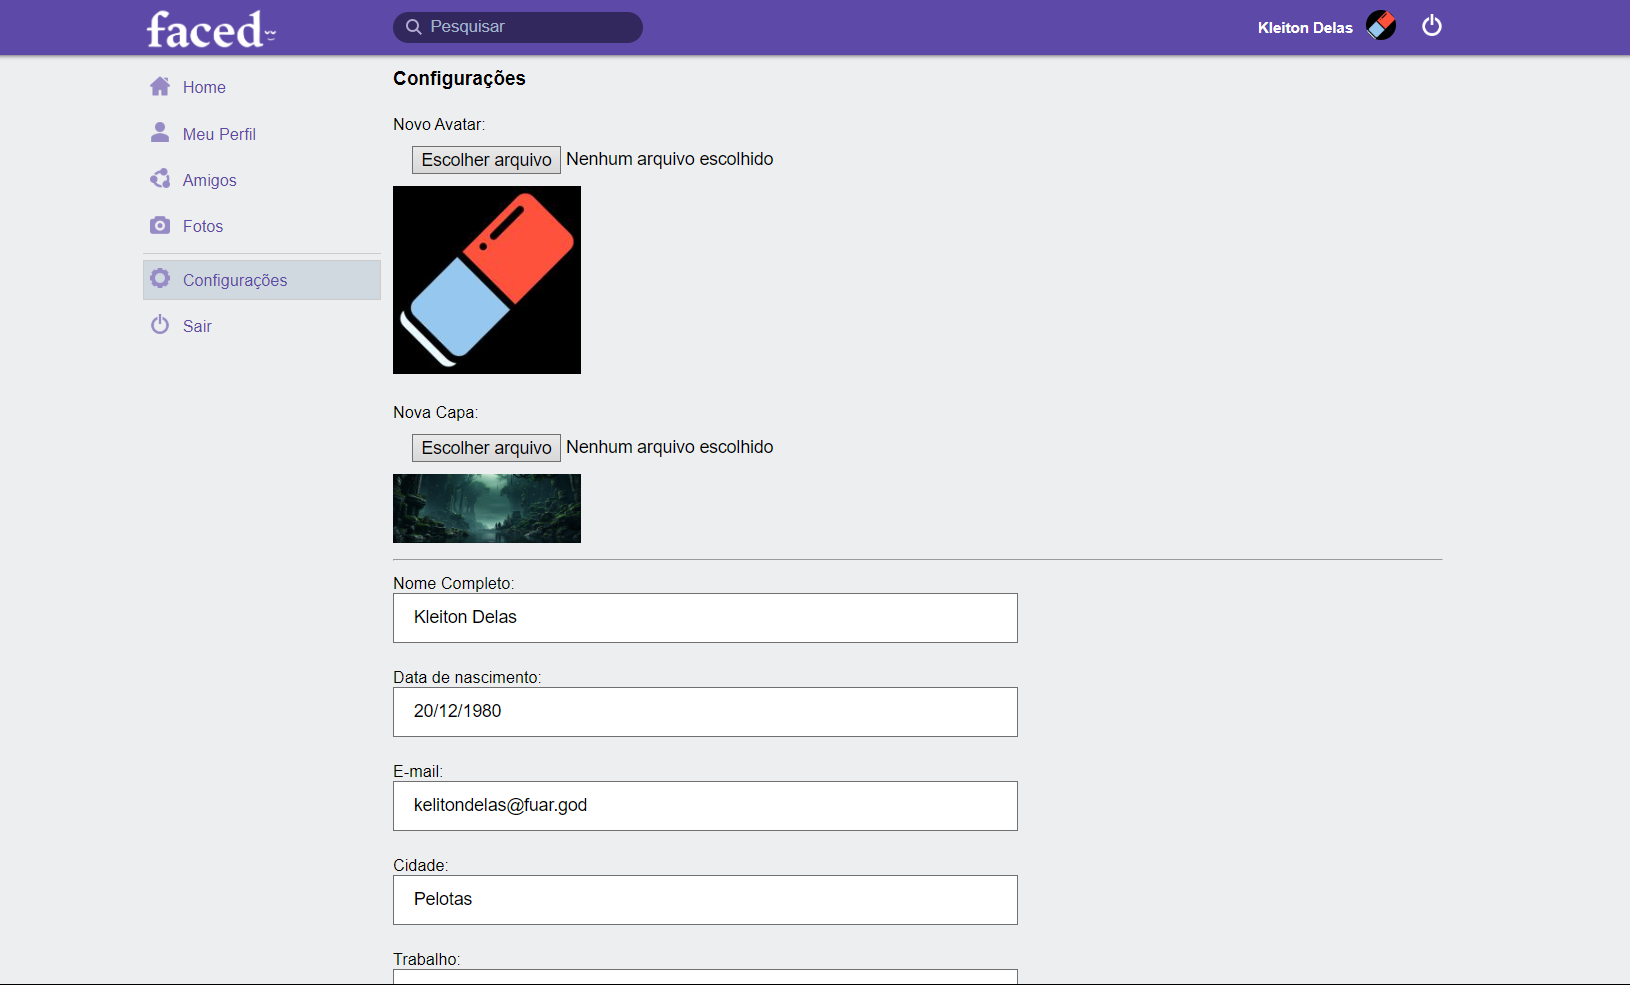 faced
Pesquisar
Kleiton Delas
Home
Meu Perfil
Amigos
Fotos
Configurações
Sair
Configurações
Novo Avatar:
Escolher arquivo Nenhum arquivo escolhido
Nova Capa:
Escolher arquivo Nenhum arquivo escolhido
Nome Completo:
Kleiton Delas
Data de nascimento:
20/12/1980
E-mail:
kelitondelas@fuar.god
Cidade:
Pelotas
Trabalho: